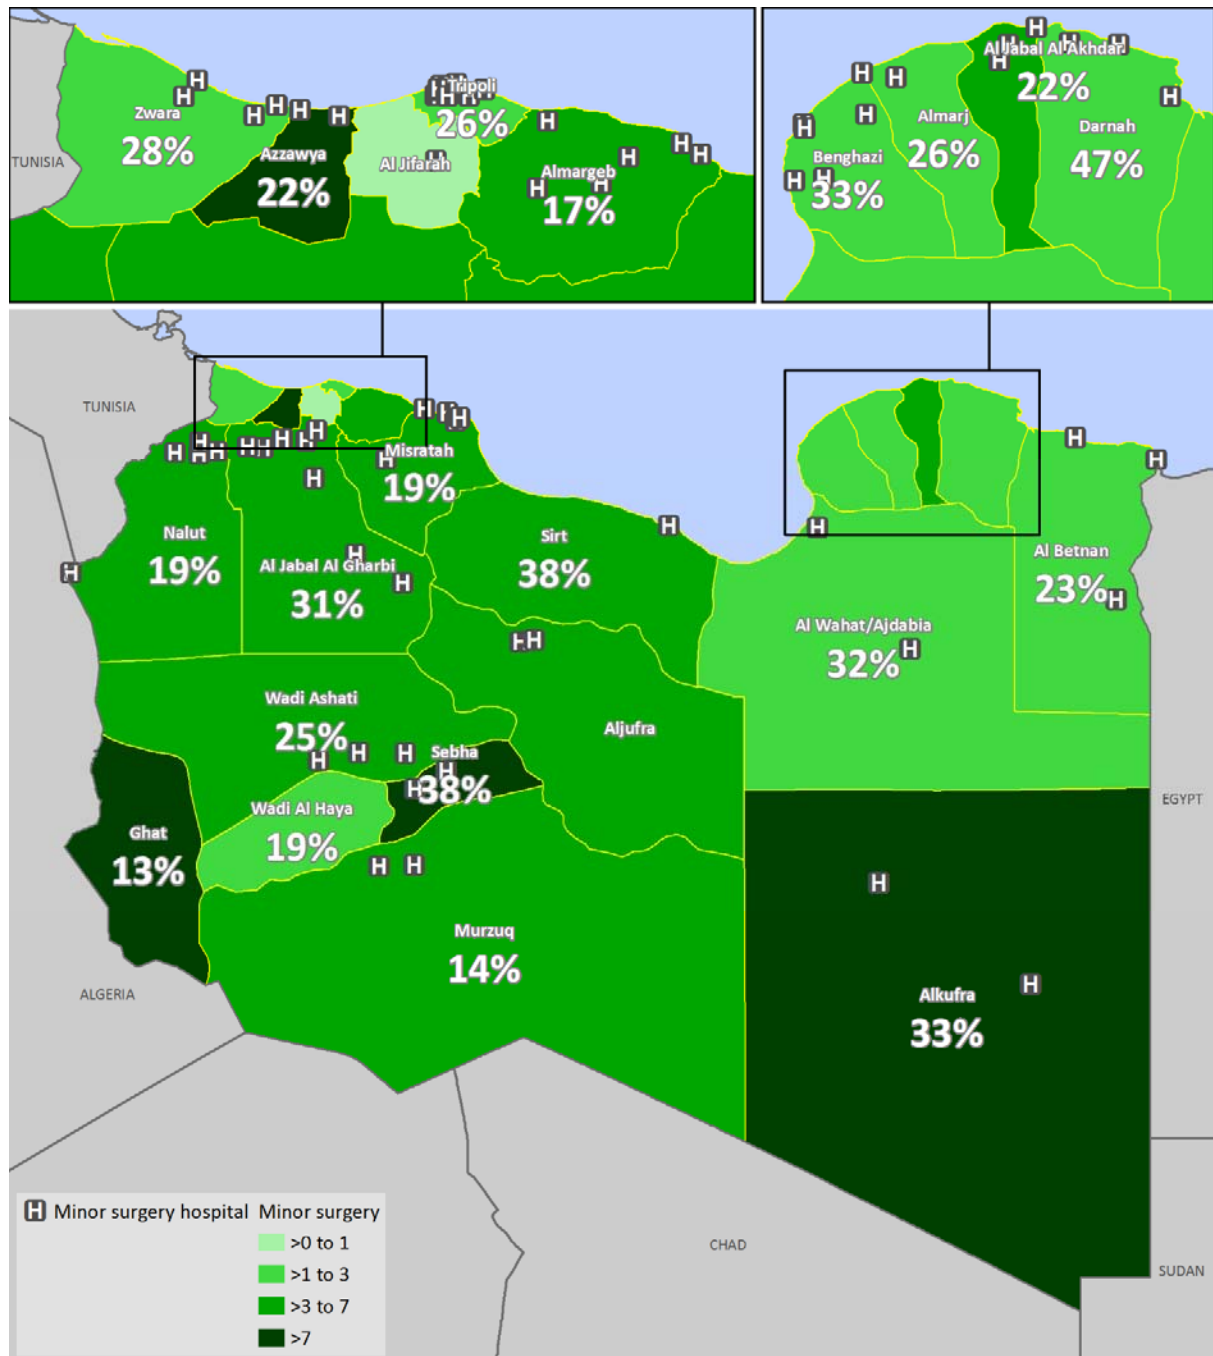 TUNISIA
Zwara
28%
Azzawya
22%
Al Jifarah
Tripoli
26%
Almargeb
17%
Al Jabal Al Akhdar
22%
Almarj
26%
Darnah
47%
Benghazi
33%
TUNISIA
Misratah
19%
Nalut
19%
Al Jabal Al Gharbi
31%
Sirt
38%
Al Betnan
23%
Al Wahat/Ajdabia
32%
Wadi Ashati
25%
Aljufra
Sebha
38%
EGYPT
Wadi Al Haya
19%
Ghat
13%
Murzuq
14%
Alkufra
33%
ALGERIA
CHAD
SUDAN
H Minor surgery hospital
Minor surgery
>0 to 1
>1 to 3
>3 to 7
>7